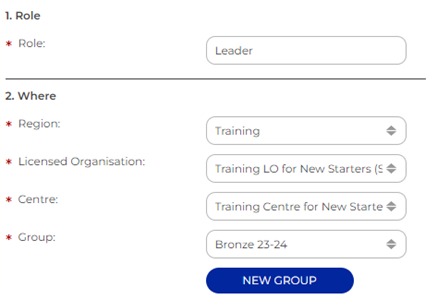 1. Role
* Role: Leader
2. Where
* Region: Training
* Licensed Organisation: Training LO for New Starters (S
* Centre: Training Centre for New Starte
* Group: Bronze 23-24
NEW GROUP